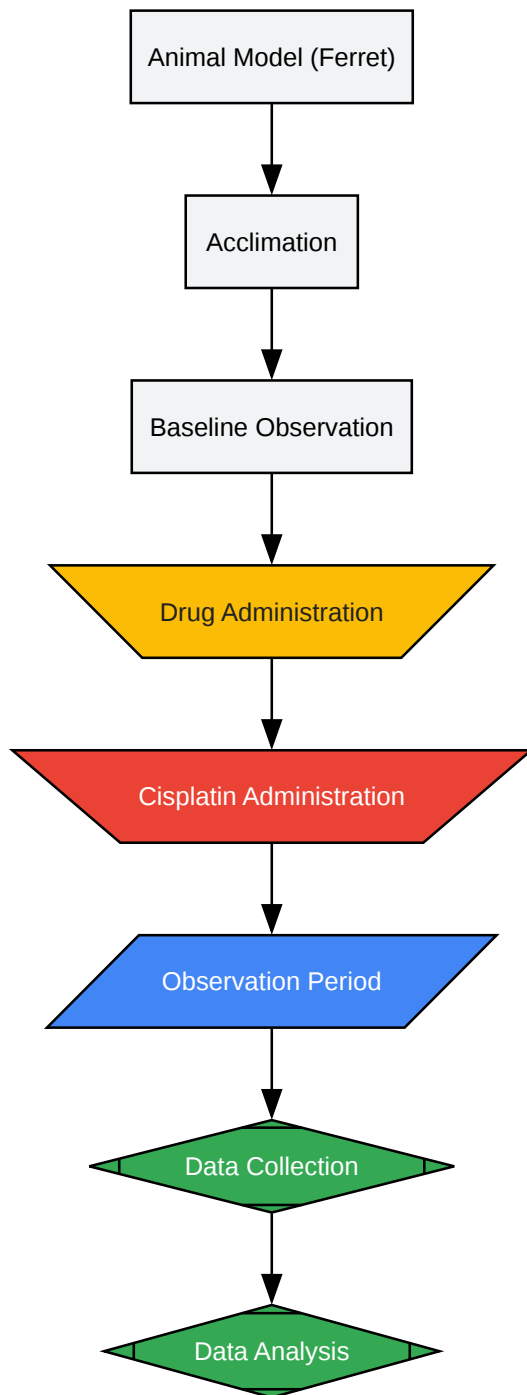 Animal Model (Ferret)
Acclimation
Baseline Observation
Drug Administration
Cisplatin Administration
Observation Period
Data Collection
Data Analysis